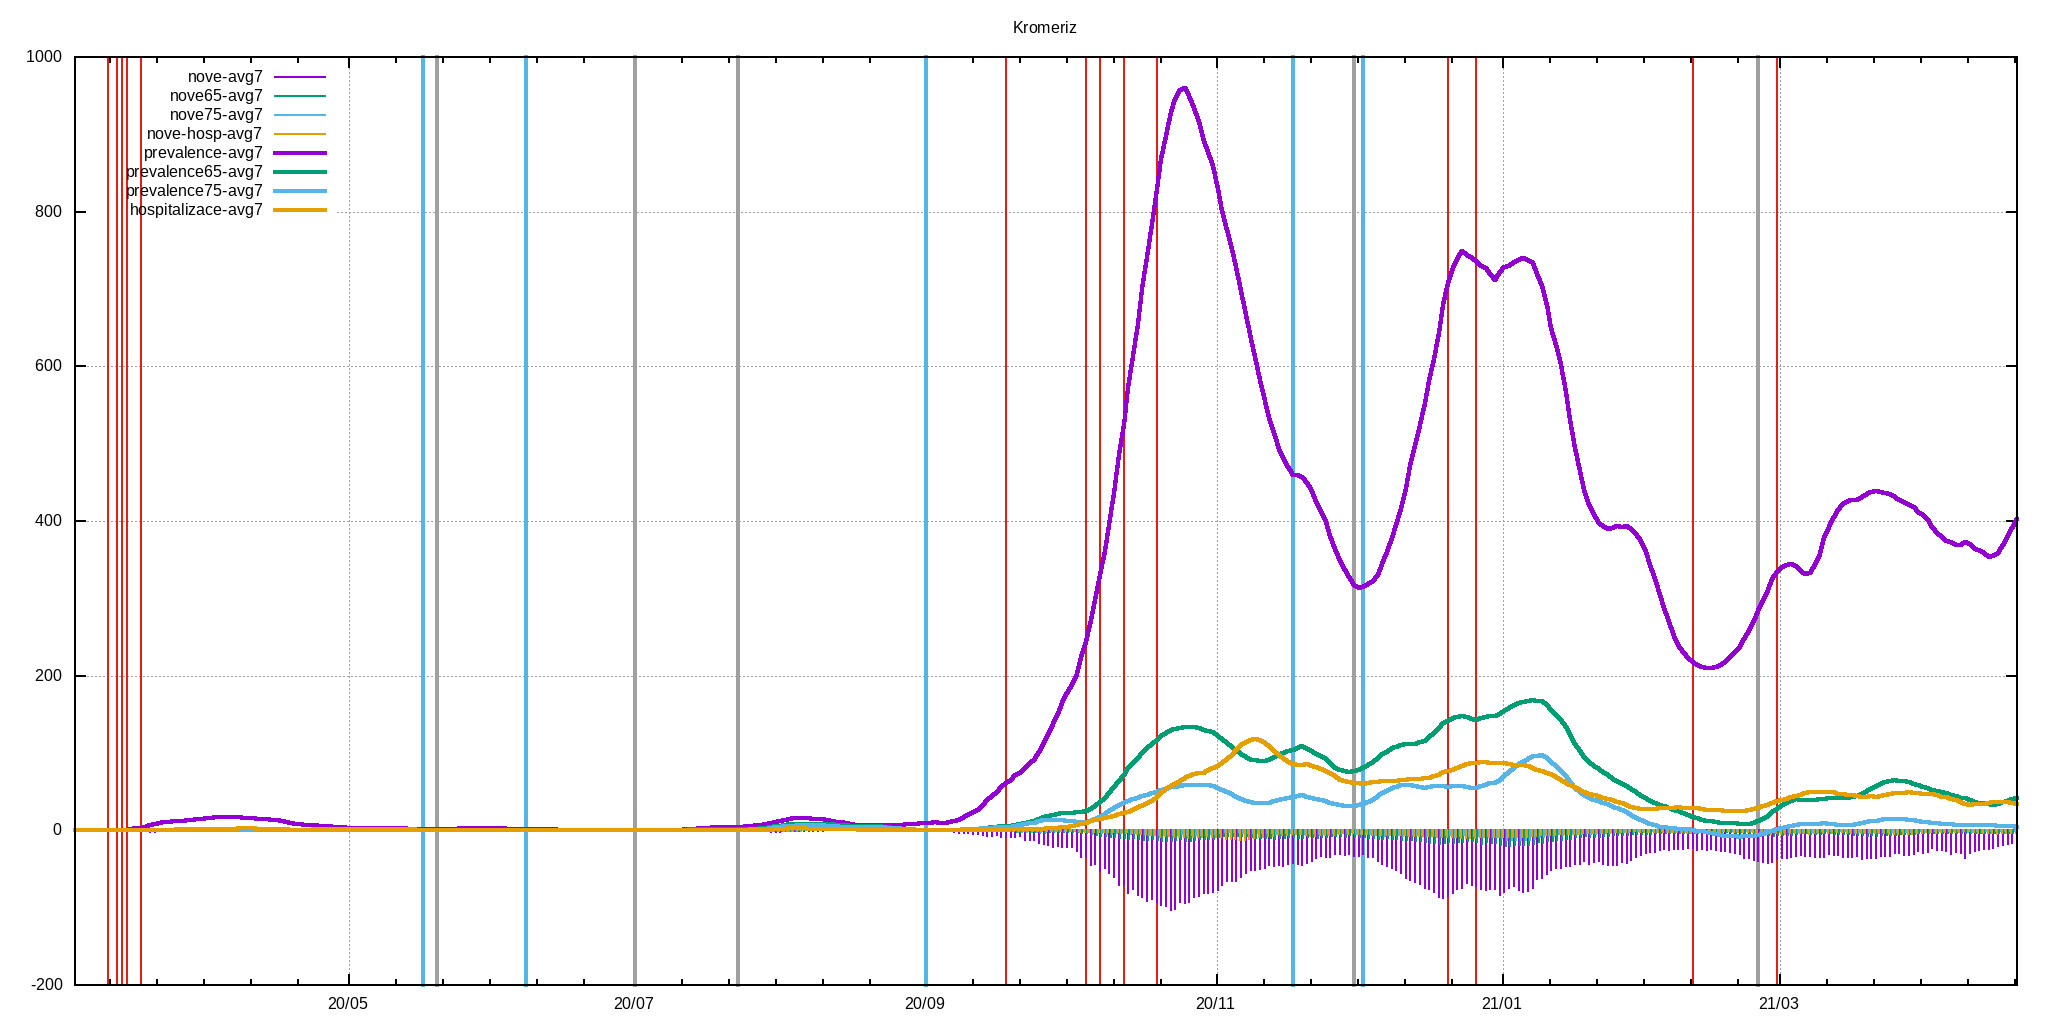 Kromeriz
1000
800
600
400
200
0
-200
nove-avg7
nove65-avg7
nove75-avg7
nove-hosp-avg7
prevalence-avg7
prevalence65-avg7
prevalence75-avg7
hospitalizace-avg7
20/05 20/07 20/09 20/11 21/01 21/03